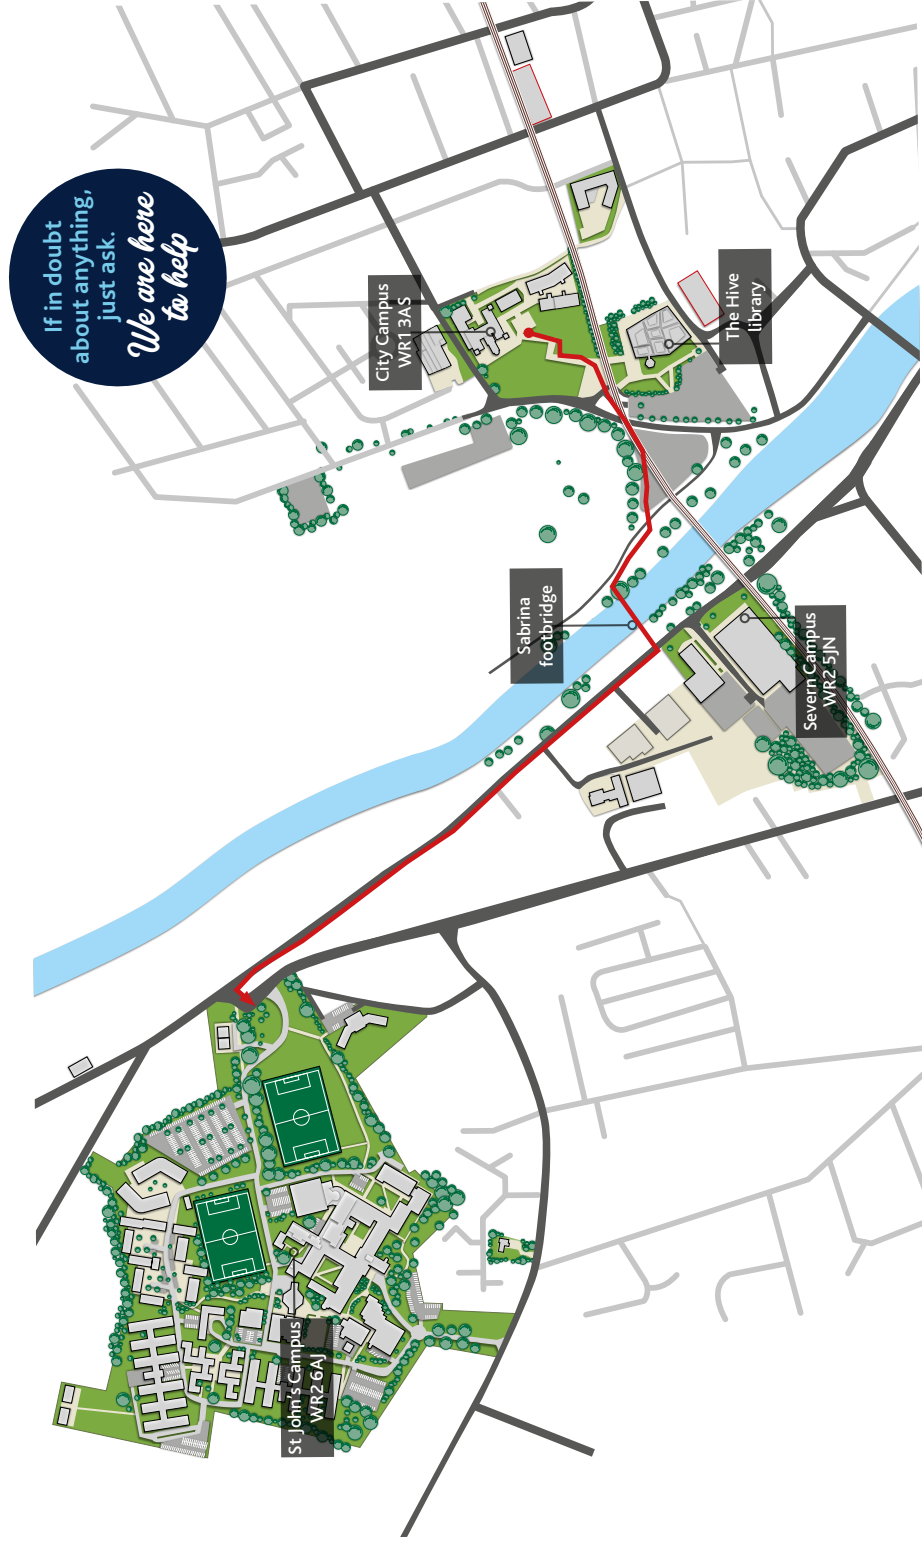 If in doubt
about anything,
just ask.
We are here
to help
City Campus
WR1 3AS
The Hive
library
Sabrina
footbridge
Severn Campus
WR2 5JN
St John's Campus
WR2 6AJ